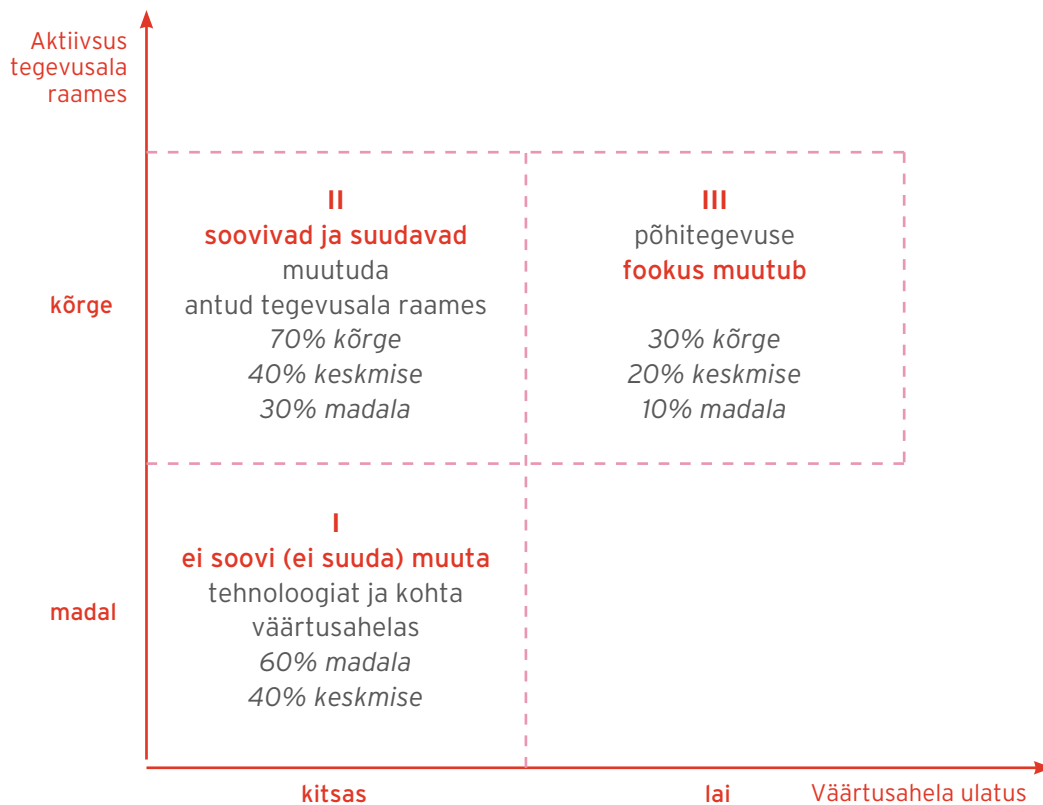 Aktiivsus
tegevusala
raames
II
soovivad ja suudavad
muutuda
antud tegevusala raames
70% kõrge
40% keskmise
30% madala
III
põhitegevuse
fookus muutub
30% kõrge
20% keskmise
10% madala
kõrge
I
ei soovi (ei suuda) muuta
tehnoloogiat ja kohta
väärtusahelas
60% madala
40% keskmise
madal
kitsas
lai
Väärtusahela ulatus